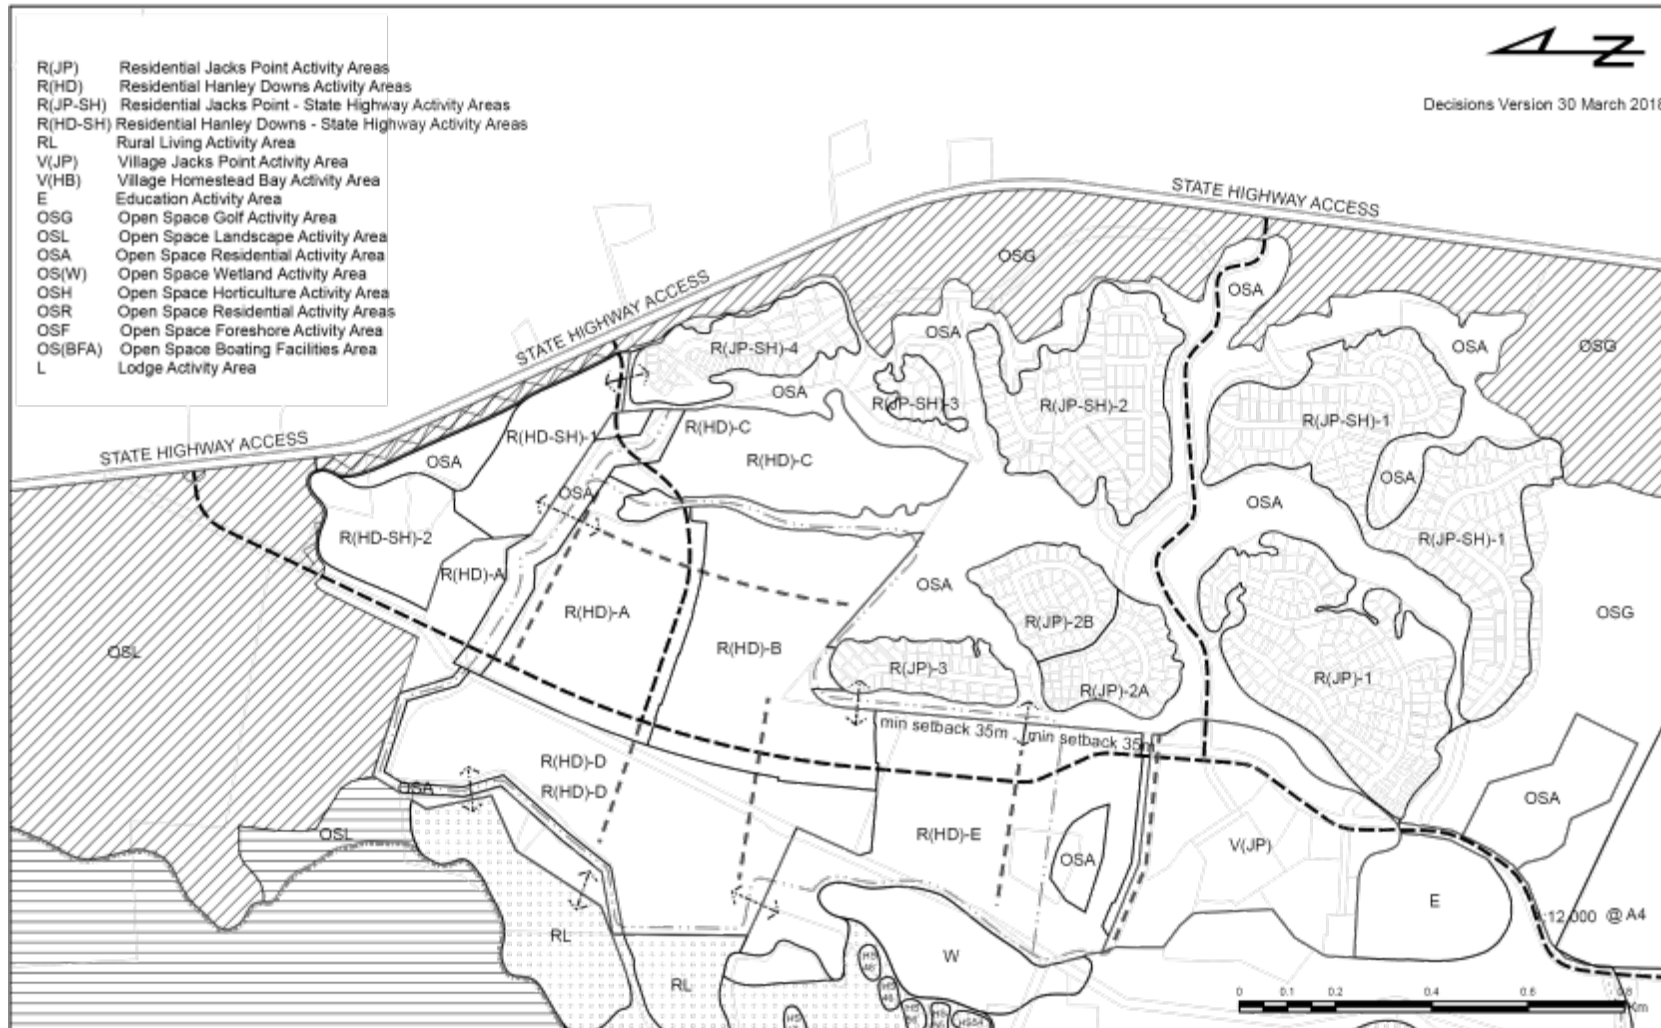 R(JP) Residential Jacks Point Activity Areas
R(HD) Residential Hanley Downs Activity Areas
R(JP-SH) Residential Jacks Point - State Highway Activity Areas
R(HD-SH) Residential Hanley Downs - State Highway Activity Areas
RL Rural Living Activity Area
V(JP) Village Jacks Point Activity Area
V(HB) Village Homestead Bay Activity Area
E Education Activity Area
OSG Open Space Golf Activity Area
OSL Open Space Landscape Activity Area
OSA Open Space Residential Activity Area
OS(W) Open Space Wetland Activity Area
OSH Open Space Horticulture Activity Area
OSR Open Space Residential Activity Areas
OSF Open Space Foreshore Activity Area
OS(BFA) Open Space Boating Facilities Area
L Lodge Activity Area
Z
Decisions Version 30 March 2018
STATE HIGHWAY ACCESS
STATE HIGHWAY ACCESS
STATE HIGHWAY ACCESS
OSG
OSA
OSA
R(JP-SH)-4
OSA
OSG
OSA
R(JP-SH)-3
R(JP-SH)-2
R(JP-SH)-1
R(HD-SH)-1
R(HD)-C
R(HD)-C
OSA
OSA
OSA
OSA
R(HD-SH)-2
R(JP-SH)-1
R(HD)-A
OSA
R(HD)-A
R(JP)-2B
OSG
OSL
R(HD)-B
R(JP)-3
R(JP)-2A
R(JP)-1
min setback 35m
min setback 35m
R(HD)-D
OSA
R(HD)-D
OSA
OSL
R(HD)-E
OSA
V(JP)
E
:12,000 @ A4
RL
W
RL
HS
HS
HS
HS
HS
0 0.1 0.2 0.4 0.6 0.8
Km